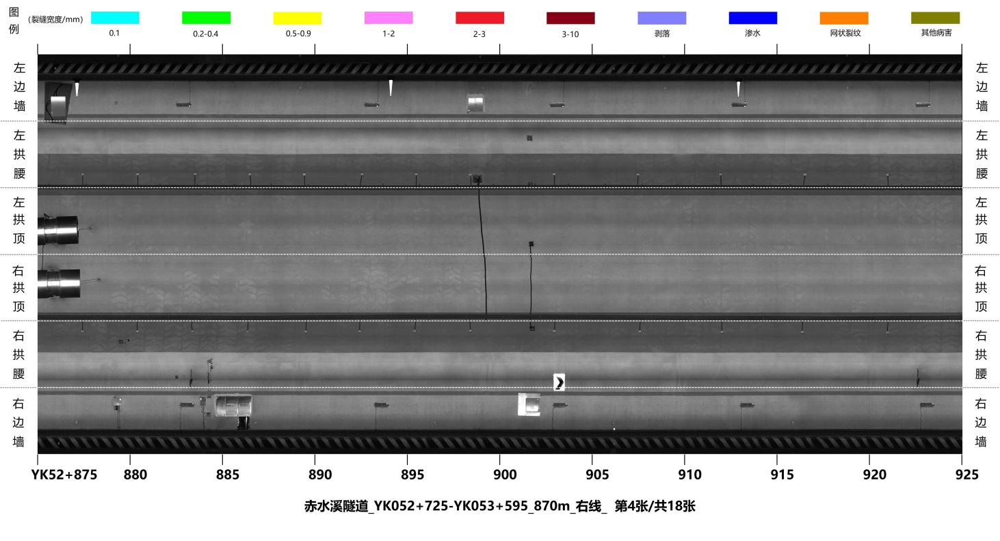 图例
(裂缝宽度/mm)
0.1
0.2-0.4
0.5-0.9
1-2
2-3
3-10
剥落
渗水
网状裂纹
其他病害
左边墙
左边墙
左拱腰
左拱腰
左拱顶
左拱顶
右拱顶
右拱顶
右拱腰
右拱腰
右边墙
右边墙
YK52+875 880 885 890 895 900 905 910 915 920 925
赤水溪隧道_YK052+725-YK053+595_870m_右线_ 第4张/共18张